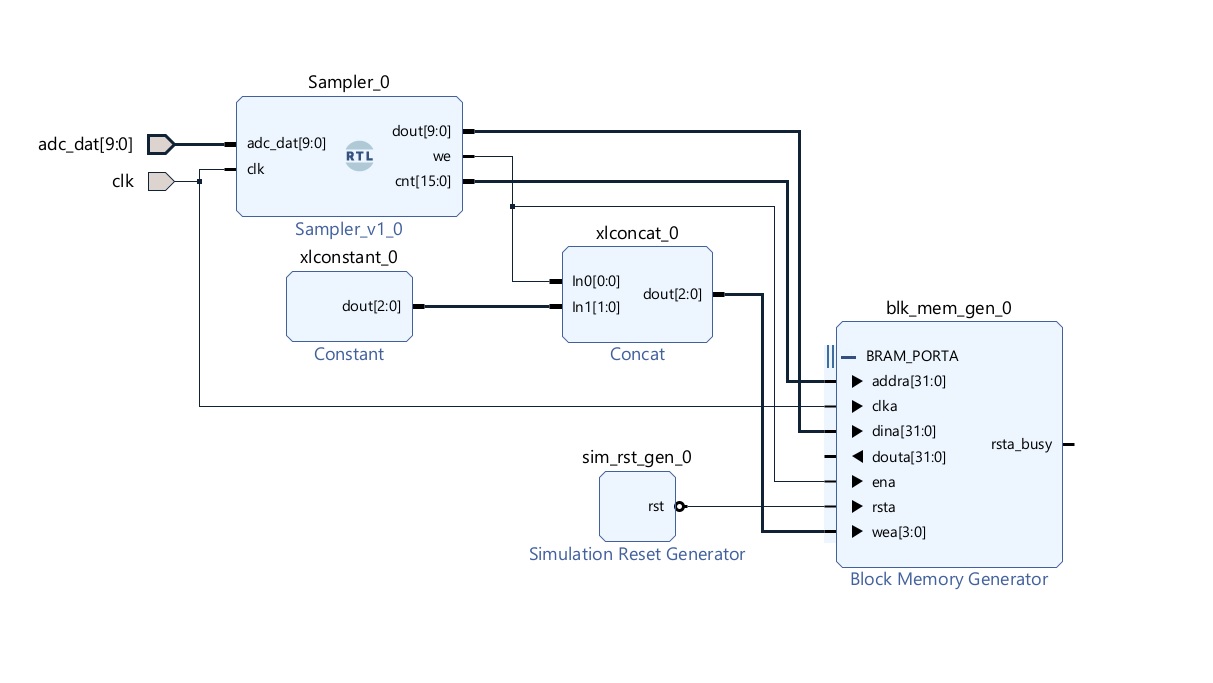 Sampler_0
adc_dat[9:0]
clk
adc_dat[9:0]
clk
RTL
dout[9:0]
we
cnt[15:0]
Sampler_v1_0
xlconstant_0
dout[2:0]
Constant
xlconcat_0
In0[0:0]
In1[1:0]
dout[2:0]
Concat
sim_rst_gen_0
rst
Simulation Reset Generator
blk_mem_gen_0
BRAM_PORTA
addra[31:0]
clka
dina[31:0]
douta[31:0]
ena
rsta
wea[3:0]
rsta_busy
Block Memory Generator